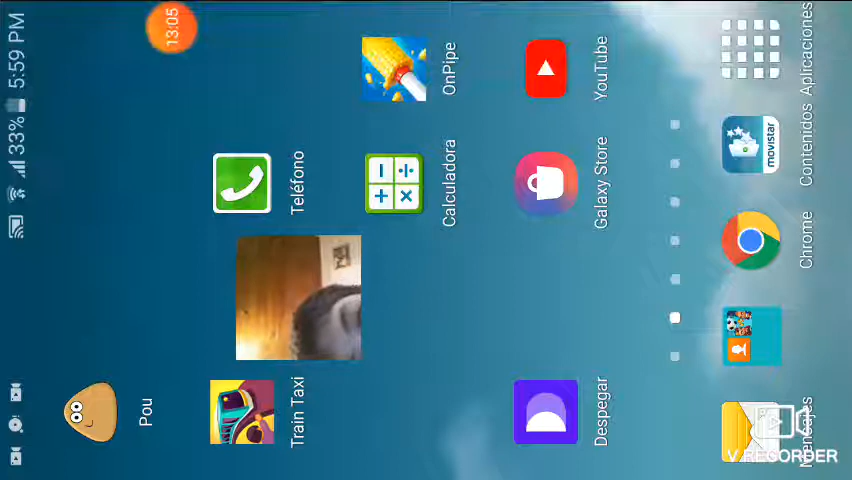 33% 5:59 PM
13:05
Pou
Train Taxi
Teléfono
Calculadora
OnPipe
Despegar
Galaxy Store
YouTube
Mensajes
Chrome
movistar
Contenidos
Aplicaciones
V RECORDER